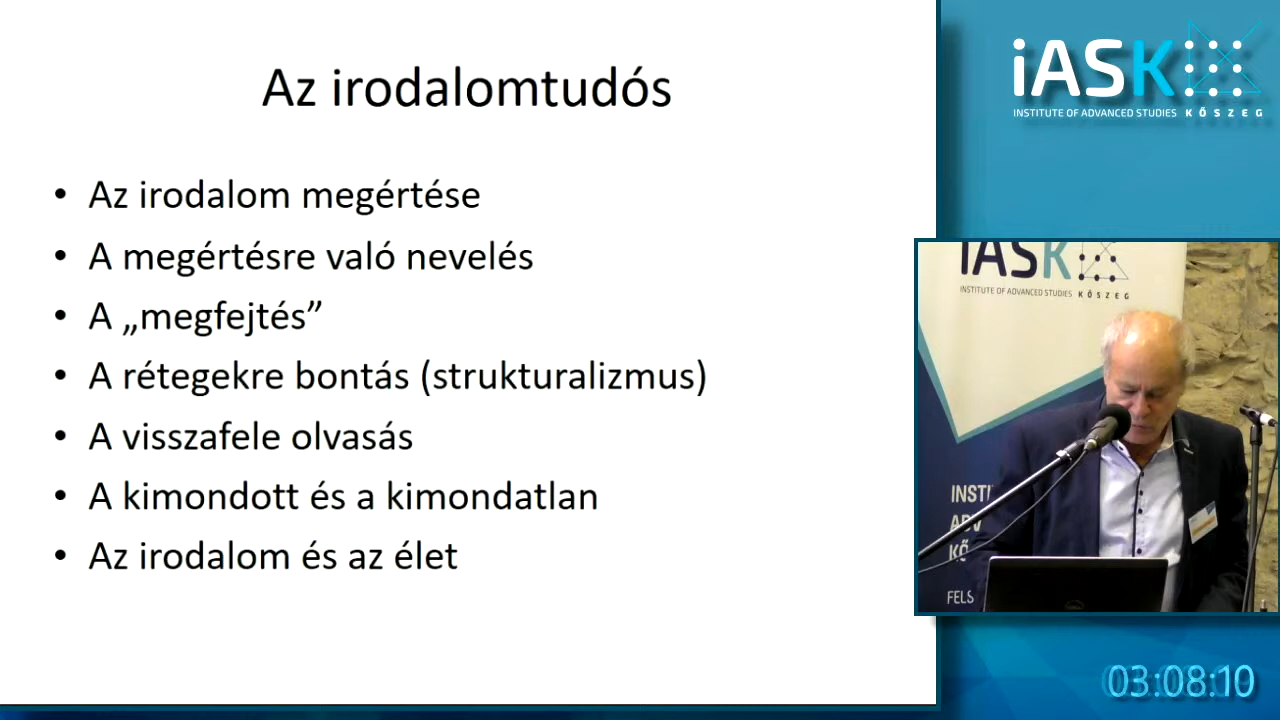 Az irodalomtudós
• Az irodalom megértése
• A megértésre való nevelés
• A „megfejtés”
• A rétegekre bontás (strukturalizmus)
• A visszafele olvasás
• A kimondott és a kimondatlan
• Az irodalom és az élet
iASK
INSTITUTE OF ADVANCED STUDIES KŐSZEG
iASK
INSTITUTE OF ADVANCED STUDIES KŐSZEG
INSTI
ADV
KŐ
FELS
03:08:10